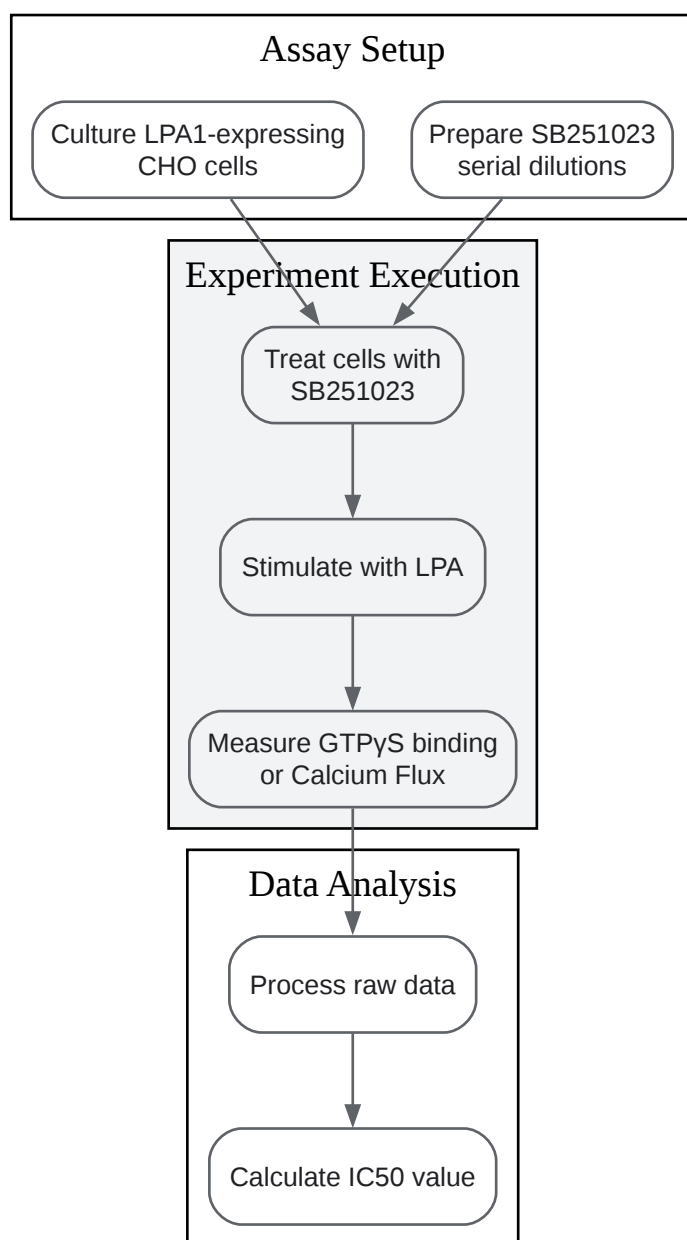 Assay Setup
Culture LPA1-expressing
CHO cells
Prepare SB251023
serial dilutions
Experiment Execution
Treat cells with
SB251023
Stimulate with LPA
Measure GTPγS binding
or Calcium Flux
Data Analysis
Process raw data
Calculate IC50 value